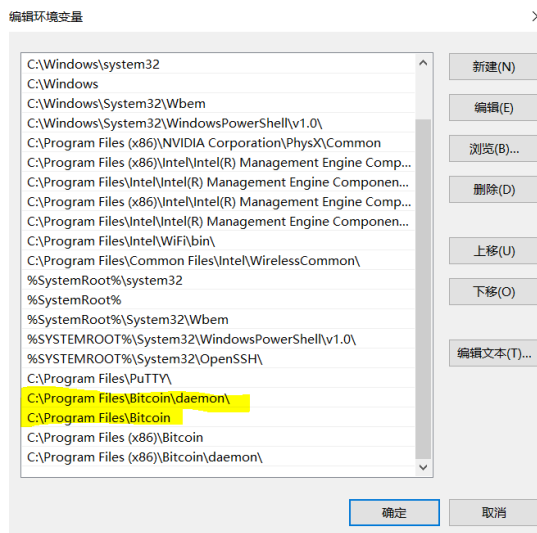 编辑环境变量
C:\Windows\system32
C:\Windows
C:\Windows\System32\Wbem
C:\Windows\System32\WindowsPowerShell\v1.0\
C:\Program Files (x86)\NVIDIA Corporation\PhysX\Common
C:\Program Files (x86)\Intel\Intel(R) Management Engine Comp...
C:\Program Files\Intel\Intel(R) Management Engine Componen...
C:\Program Files (x86)\Intel\Intel(R) Management Engine Comp...
C:\Program Files\Intel\Intel(R) Management Engine Componen...
C:\Program Files\Intel\WiFi\bin\
C:\Program Files\Common Files\Intel\WirelessCommon\
%SystemRoot%\system32
%SystemRoot%
%SystemRoot%\System32\Wbem
%SYSTEMROOT%\System32\WindowsPowerShell\v1.0\
%SYSTEMROOT%\System32\OpenSSH\
C:\Program Files\PuTTY\
C:\Program Files\Bitcoin\daemon\
C:\Program Files\Bitcoin
C:\Program Files (x86)\Bitcoin
C:\Program Files (x86)\Bitcoin\daemon\
新建(N)
编辑(E)
浏览(B)...
删除(D)
上移(U)
下移(O)
编辑文本(T)...
确定
取消